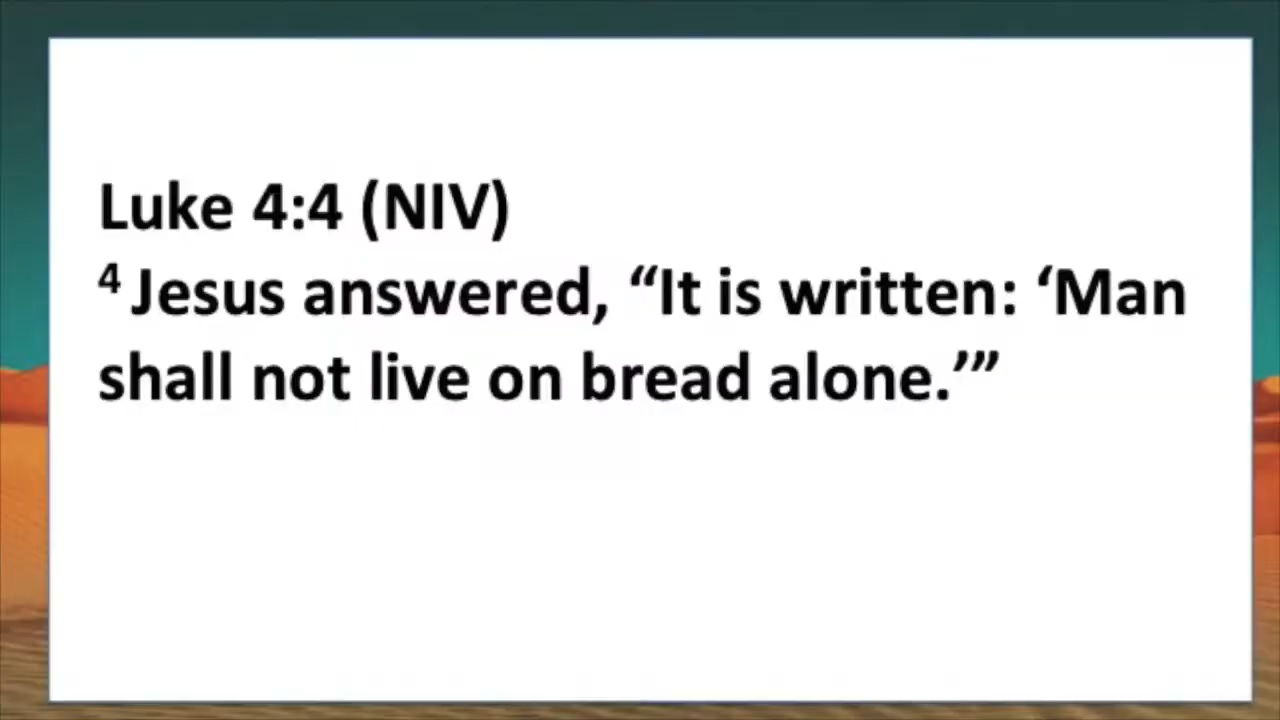 Luke 4:4 (NIV)
⁴ Jesus answered, “It is written: ‘Man
shall not live on bread alone.’”